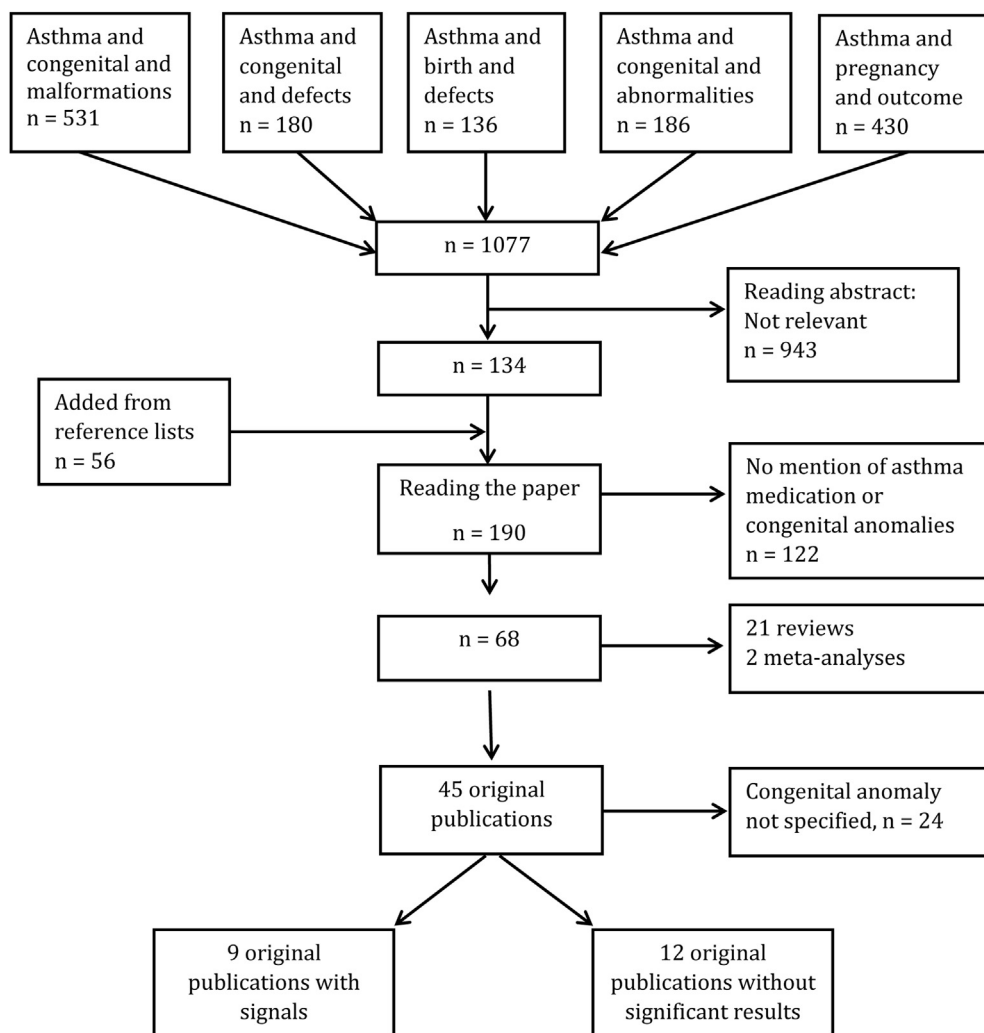 Asthma and
congenital and
malformations
n = 531
Asthma and
congenital
and defects
n = 180
Asthma and
birth and
defects
n = 136
Asthma and
congenital and
abnormalities
n = 186
Asthma and
pregnancy
and outcome
n = 430
n = 1077
Reading abstract:
Not relevant
n = 943
n = 134
Added from
reference lists
n = 56
Reading the paper
n = 190
No mention of asthma
medication or
congenital anomalies
n = 122
n = 68
21 reviews
2 meta-analyses
45 original
publications
Congenital anomaly
not specified, n = 24
9 original
publications with
signals
12 original
publications without
significant results